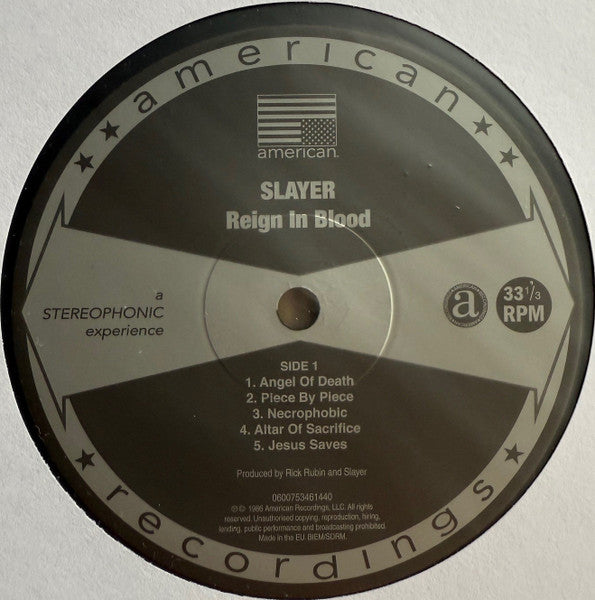 american
american.
SLAYER
Reign In Blood
a
STEREOPHONIC
experience
a
33 1/3
RPM
SIDE 1
1. Angel Of Death
2. Piece By Piece
3. Necrophobic
4. Altar Of Sacrifice
5. Jesus Saves
Produced by Rick Rubin and Slayer
0600753461440
℗© 1986 American Recordings, LLC. All rights
reserved. Unauthorised copying, reproduction, hiring,
lending, public performance and broadcasting prohibited.
Made in the EU. BIEM/SDRM.
recordings